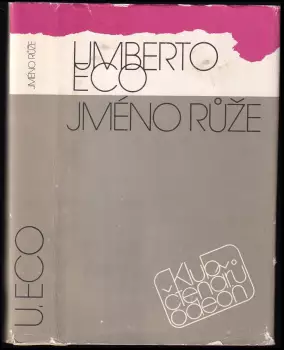 JMÉNO RŮŽE
U. ECO
UMBERTO
ECO
JMÉNO RŮŽE
Klub
čtenářů
odeon